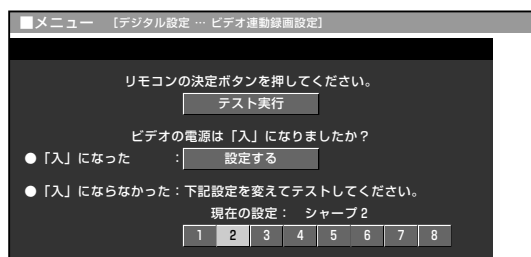 ■メニュー [デジタル設定 … ビデオ連動録画設定]
リモコンの決定ボタンを押してください。
テスト実行
ビデオの電源は「入」になりましたか？
●「入」になった ： 設定する
●「入」にならなかった：下記設定を変えてテストしてください。
現在の設定： シャープ2
1 2 3 4 5 6 7 8